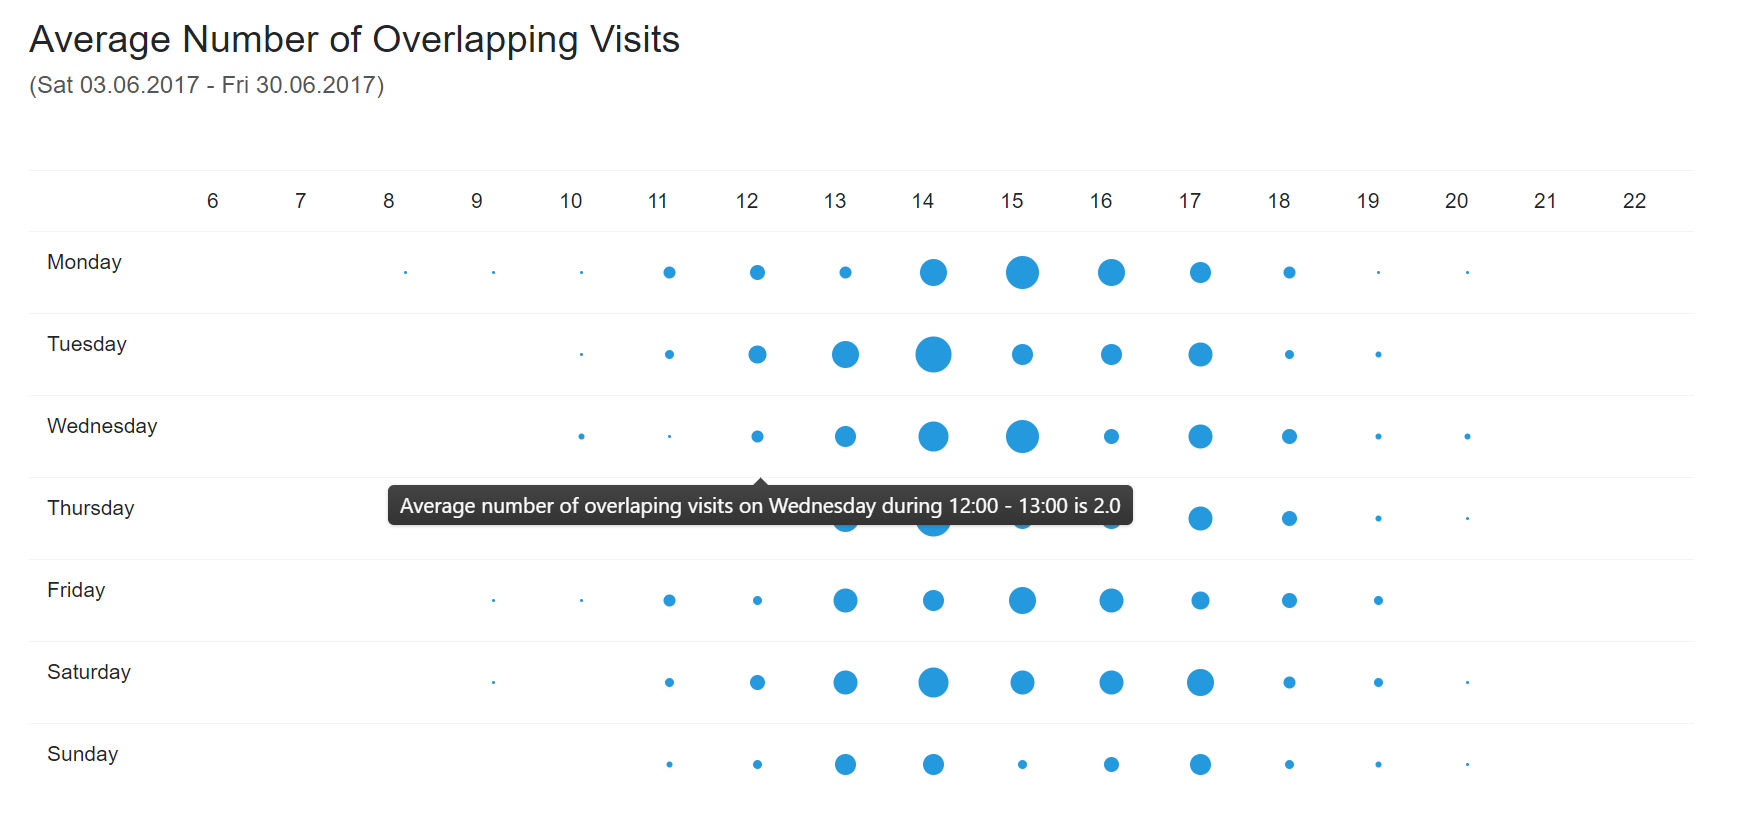 Average Number of Overlapping Visits
(Sat 03.06.2017 - Fri 30.06.2017)
6 7 8 9 10 11 12 13 14 15 16 17 18 19 20 21 22
Monday
Tuesday
Wednesday
Thursday
Average number of overlaping visits on Wednesday during 12:00 - 13:00 is 2.0
Friday
Saturday
Sunday